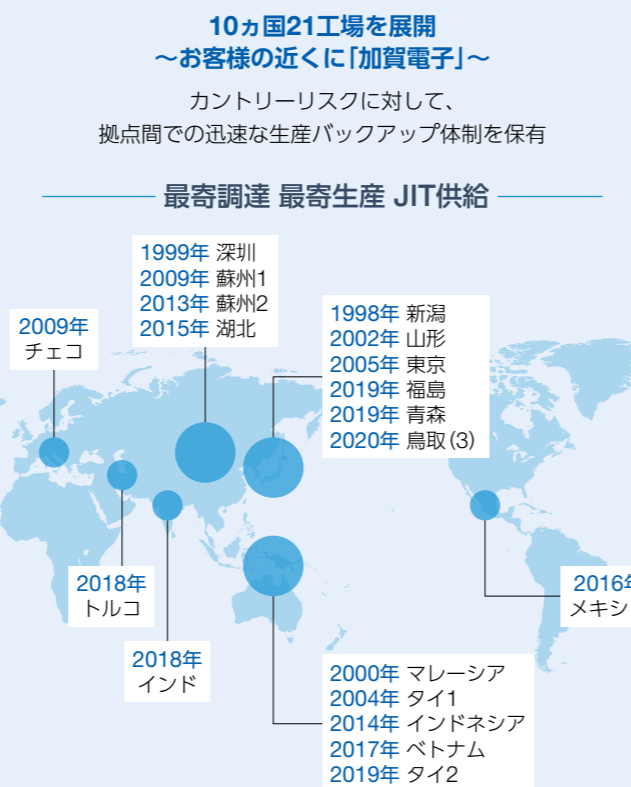 10ヵ国21工場を展開
～お客様の近くに「加賀電子」～
カントリーリスクに対して、
拠点間での迅速な生産バックアップ体制を保有
最寄調達 最寄生産 JIT供給
1999年 深圳
2009年 蘇州1
2013年 蘇州2
2015年 湖北
2009年
チェコ
1998年 新潟
2002年 山形
2005年 東京
2019年 福島
2019年 青森
2020年 鳥取(3)
2018年
トルコ
2018年
インド
2016年
メキシ
2000年 マレーシア
2004年 タイ1
2014年 インドネシア
2017年 ベトナム
2019年 タイ2